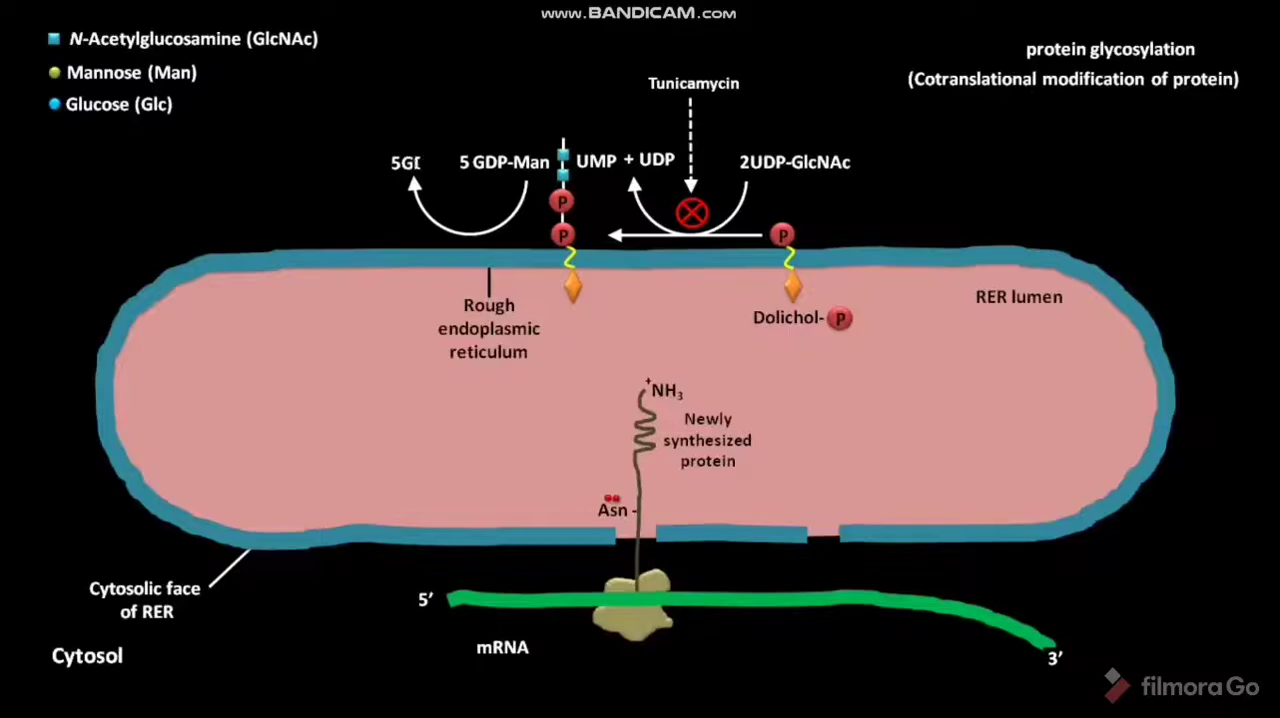 www.BANDICAM.com
N-Acetylglucosamine (GlcNAc)
Mannose (Man)
Glucose (Glc)
protein glycosylation
(Cotranslational modification of protein)
Tunicamycin
5GI
5 GDP-Man
UMP + UDP
2UDP-GlcNAc
P
P
P
Rough
endoplasmic
reticulum
Dolichol- P
RER lumen
+NH3
Newly
synthesized
protein
Asn -
Cytosolic face
of RER
5’
mRNA
3’
Cytosol
filmoraGo